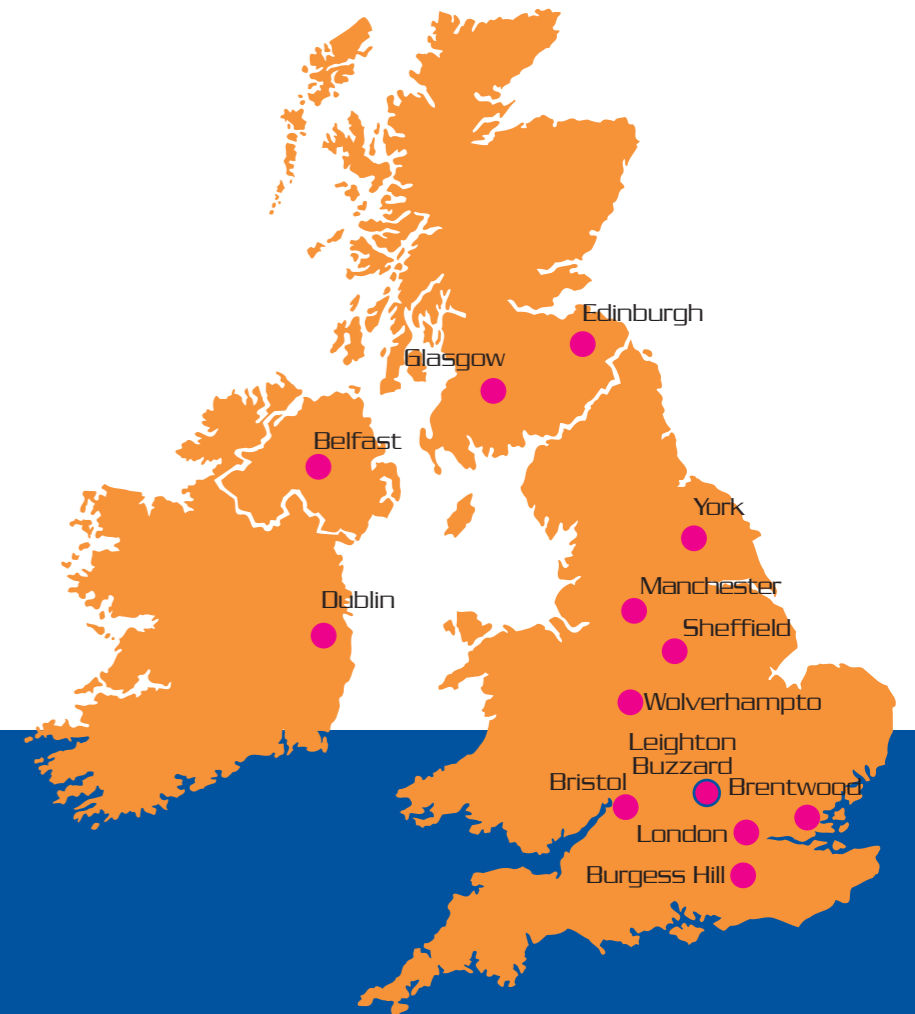 Edinburgh
Glasgow
Belfast
York
Manchester
Dublin
Sheffield
Wolverhampto
Leighton
Buzzard
Bristol
Brentwood
London
Burgess Hill